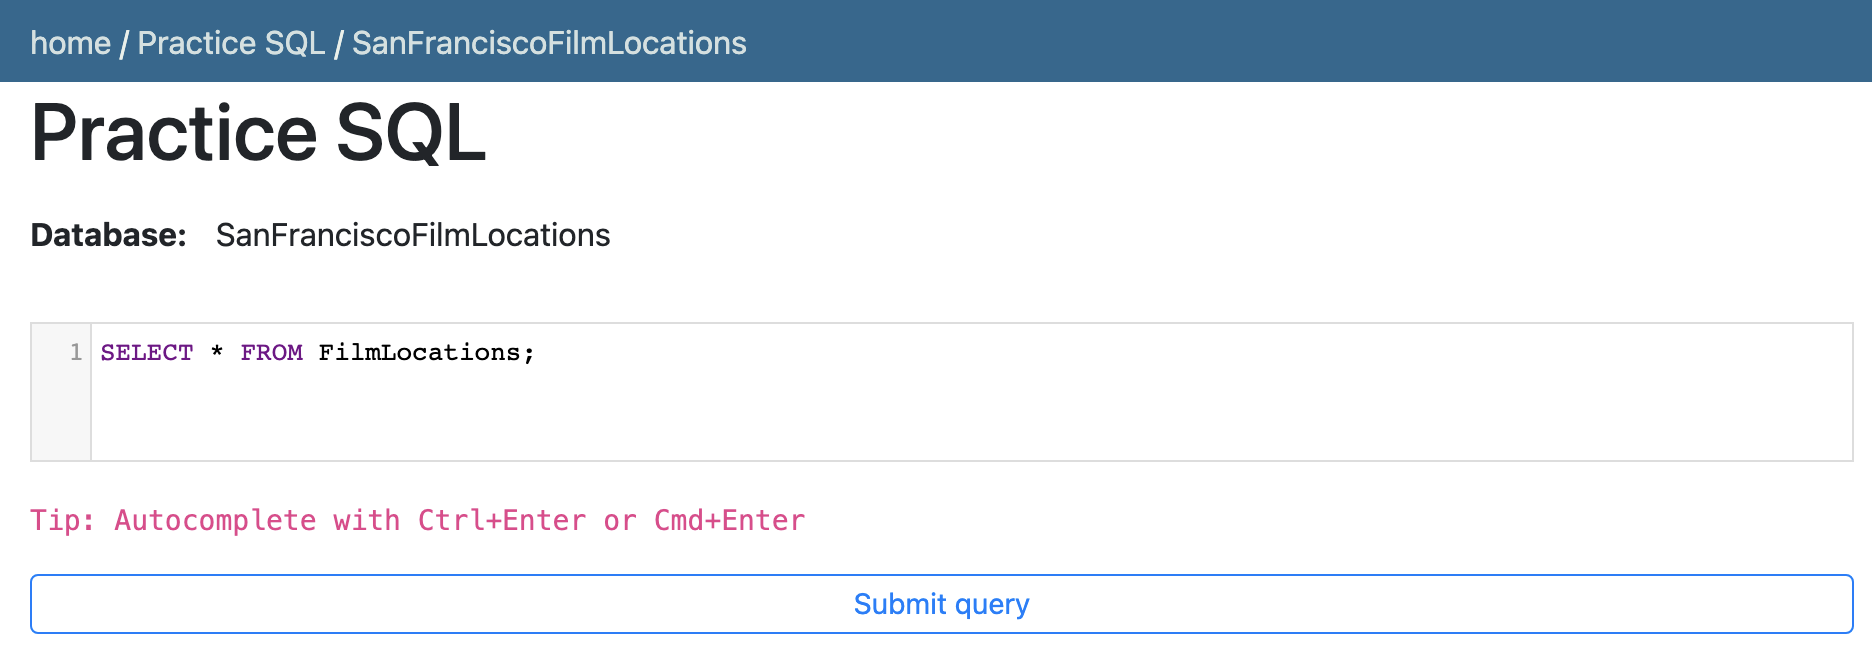 home / Practice SQL / SanFranciscoFilmLocations
Practice SQL
Database: SanFranciscoFilmLocations
1 SELECT * FROM FilmLocations;
Tip: Autocomplete with Ctrl+Enter or Cmd+Enter
Submit query